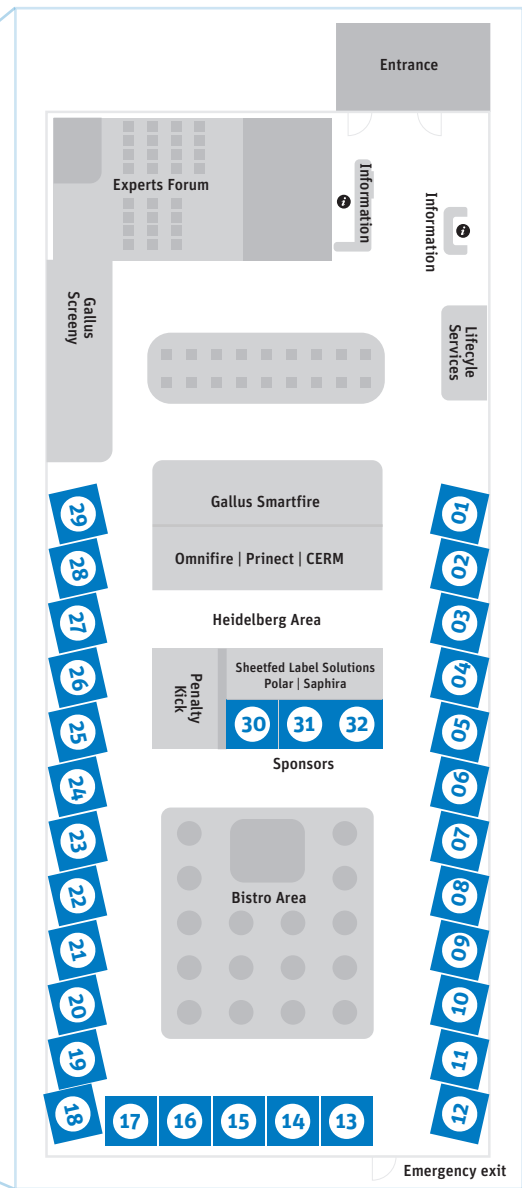 Entrance
Experts Forum
Information
i
Information
i
Gallus
Screeny
Lifecyle
Services
Gallus Smartfire
Omnifire | Prinect | CERM
Heidelberg Area
Penalty
Kick
Sheetfed Label Solutions
Polar | Saphira
30
31
32
Sponsors
Bistro Area
29
28
27
26
25
24
23
22
21
20
19
18
17
16
15
14
13
01
02
03
04
05
06
07
08
09
10
11
12
Emergency exit